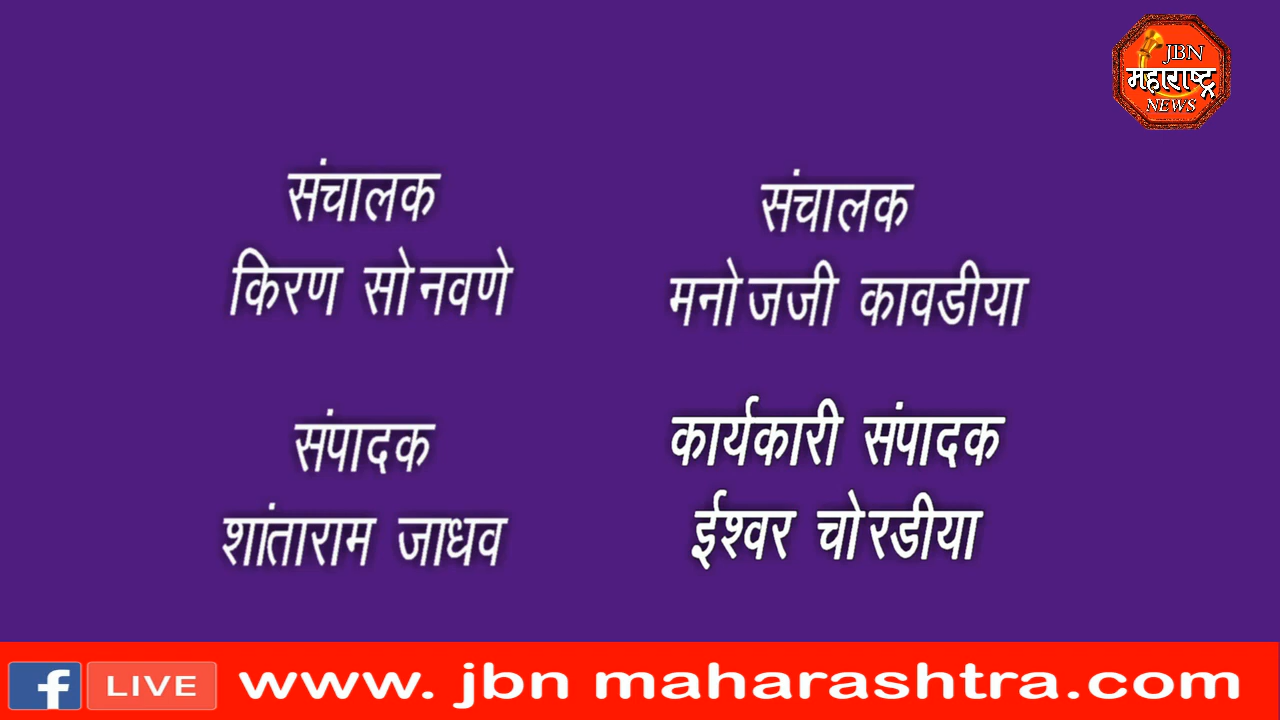 JBN
महाराष्ट्र
NEWS
संचालक
किरण सोनवणे
संचालक
मनोजजी कावडीया
संपादक
शांताराम जाधव
कार्यकारी संपादक
ईश्वर चोरडीया
f LIVE www. jbn maharashtra.com